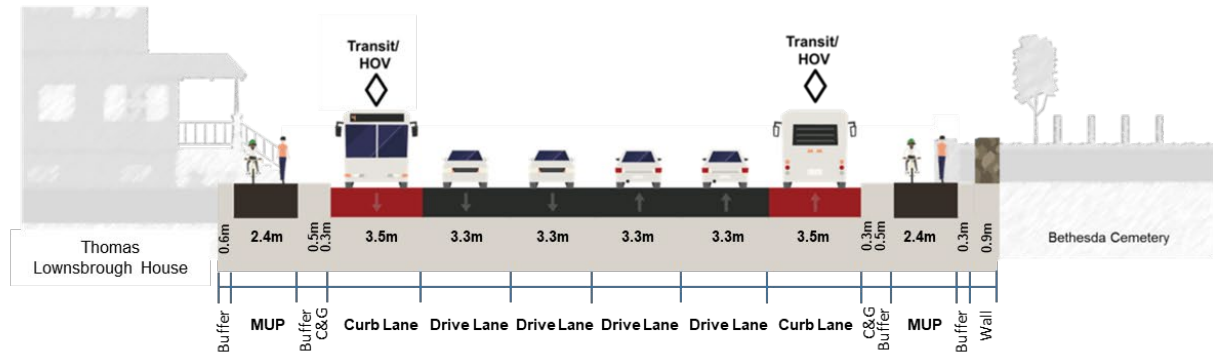 Transit/
HOV
Transit/
HOV
0.6m
2.4m
0.5m
0.3m
3.5m
3.3m
3.3m
3.3m
3.3m
3.5m
0.3m
0.5m
2.4m
0.3m
0.9m
Thomas
Lownsbrough House
Bethesda Cemetery
Buffer
MUP
Buffer
C&G
Curb Lane
Drive Lane
Drive Lane
Drive Lane
Drive Lane
Curb Lane
C&G
Buffer
MUP
Buffer
Wall